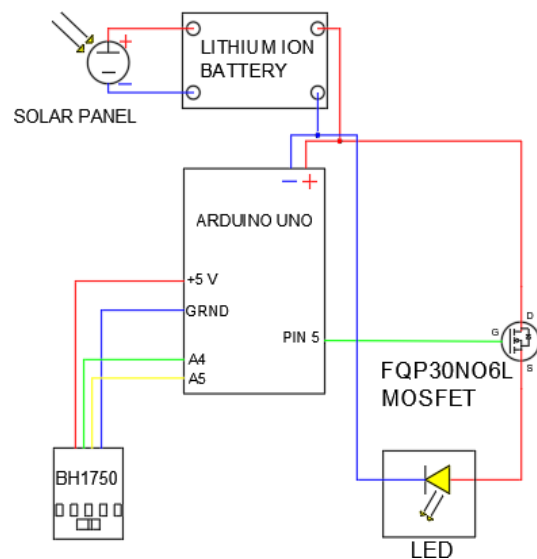 LITHIUM ION
BATTERY
+
−
SOLAR PANEL
− +
ARDUINO UNO
+5 V
GRND
PIN 5
A4
A5
D
G
S
FQP30NO6L
MOSFET
BH1750
LED